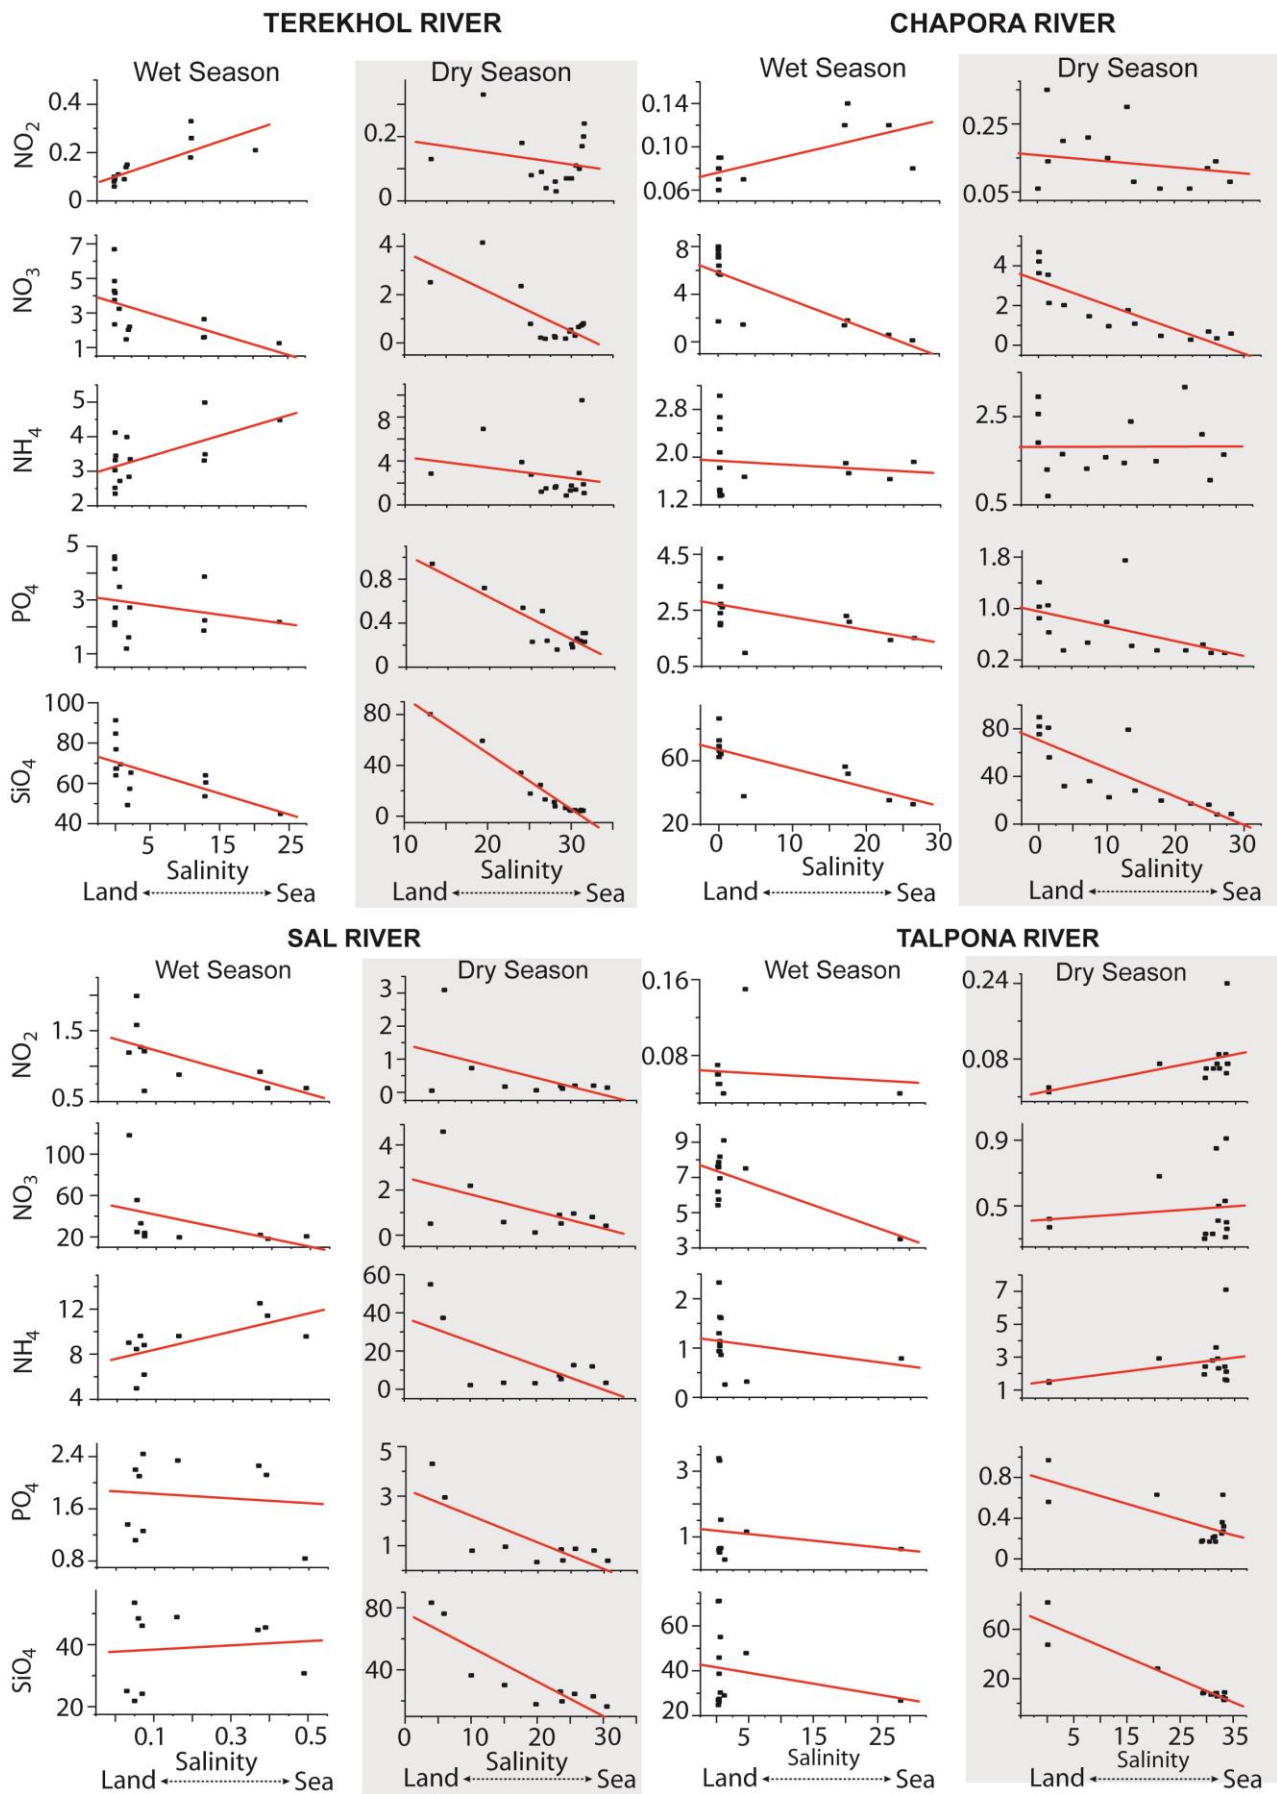 TEREKHOL RIVER CHAPORA RIVER
Wet Season Dry Season Wet Season Dry Season
NO2 0.4 0.2 0 0.2 0 0.14 0.10 0.06 0.25 0.05
NO3 7 5 3 1 4 2 0 8 4 0 4 2 0
NH4 5 4 3 2 8 4 0 2.8 2.0 1.2 2.5 0.5
PO4 5 3 1 0.8 0.4 0 4.5 2.5 0.5 1.8 1.0 0.2
SiO4 100 80 60 40 80 40 0 60 20 80 40 0
5 15 25 10 20 30 0 10 20 30 0 10 20 30
Salinity Salinity Salinity Salinity
Land Sea Land Sea Land Sea Land Sea
SAL RIVER TALPONA RIVER
Wet Season Dry Season Wet Season Dry Season
NO2 1.5 0.5 3 2 1 0 0.16 0.08 0.24 0.08
NO3 100 60 20 4 2 0 9 7 5 3 0.9 0.5
NH4 12 8 4 60 40 20 0 2 1 0 7 5 3 1
PO4 2.4 1.6 0.8 5 3 1 3 1 0.8 0.4 0
SiO4 40 20 80 40 60 40 20 60 20
0.1 0.3 0.5 0 10 20 30 5 15 25 5 15 25 35
Salinity Salinity Salinity Salinity
Land Sea Land Sea Land Sea Land Sea